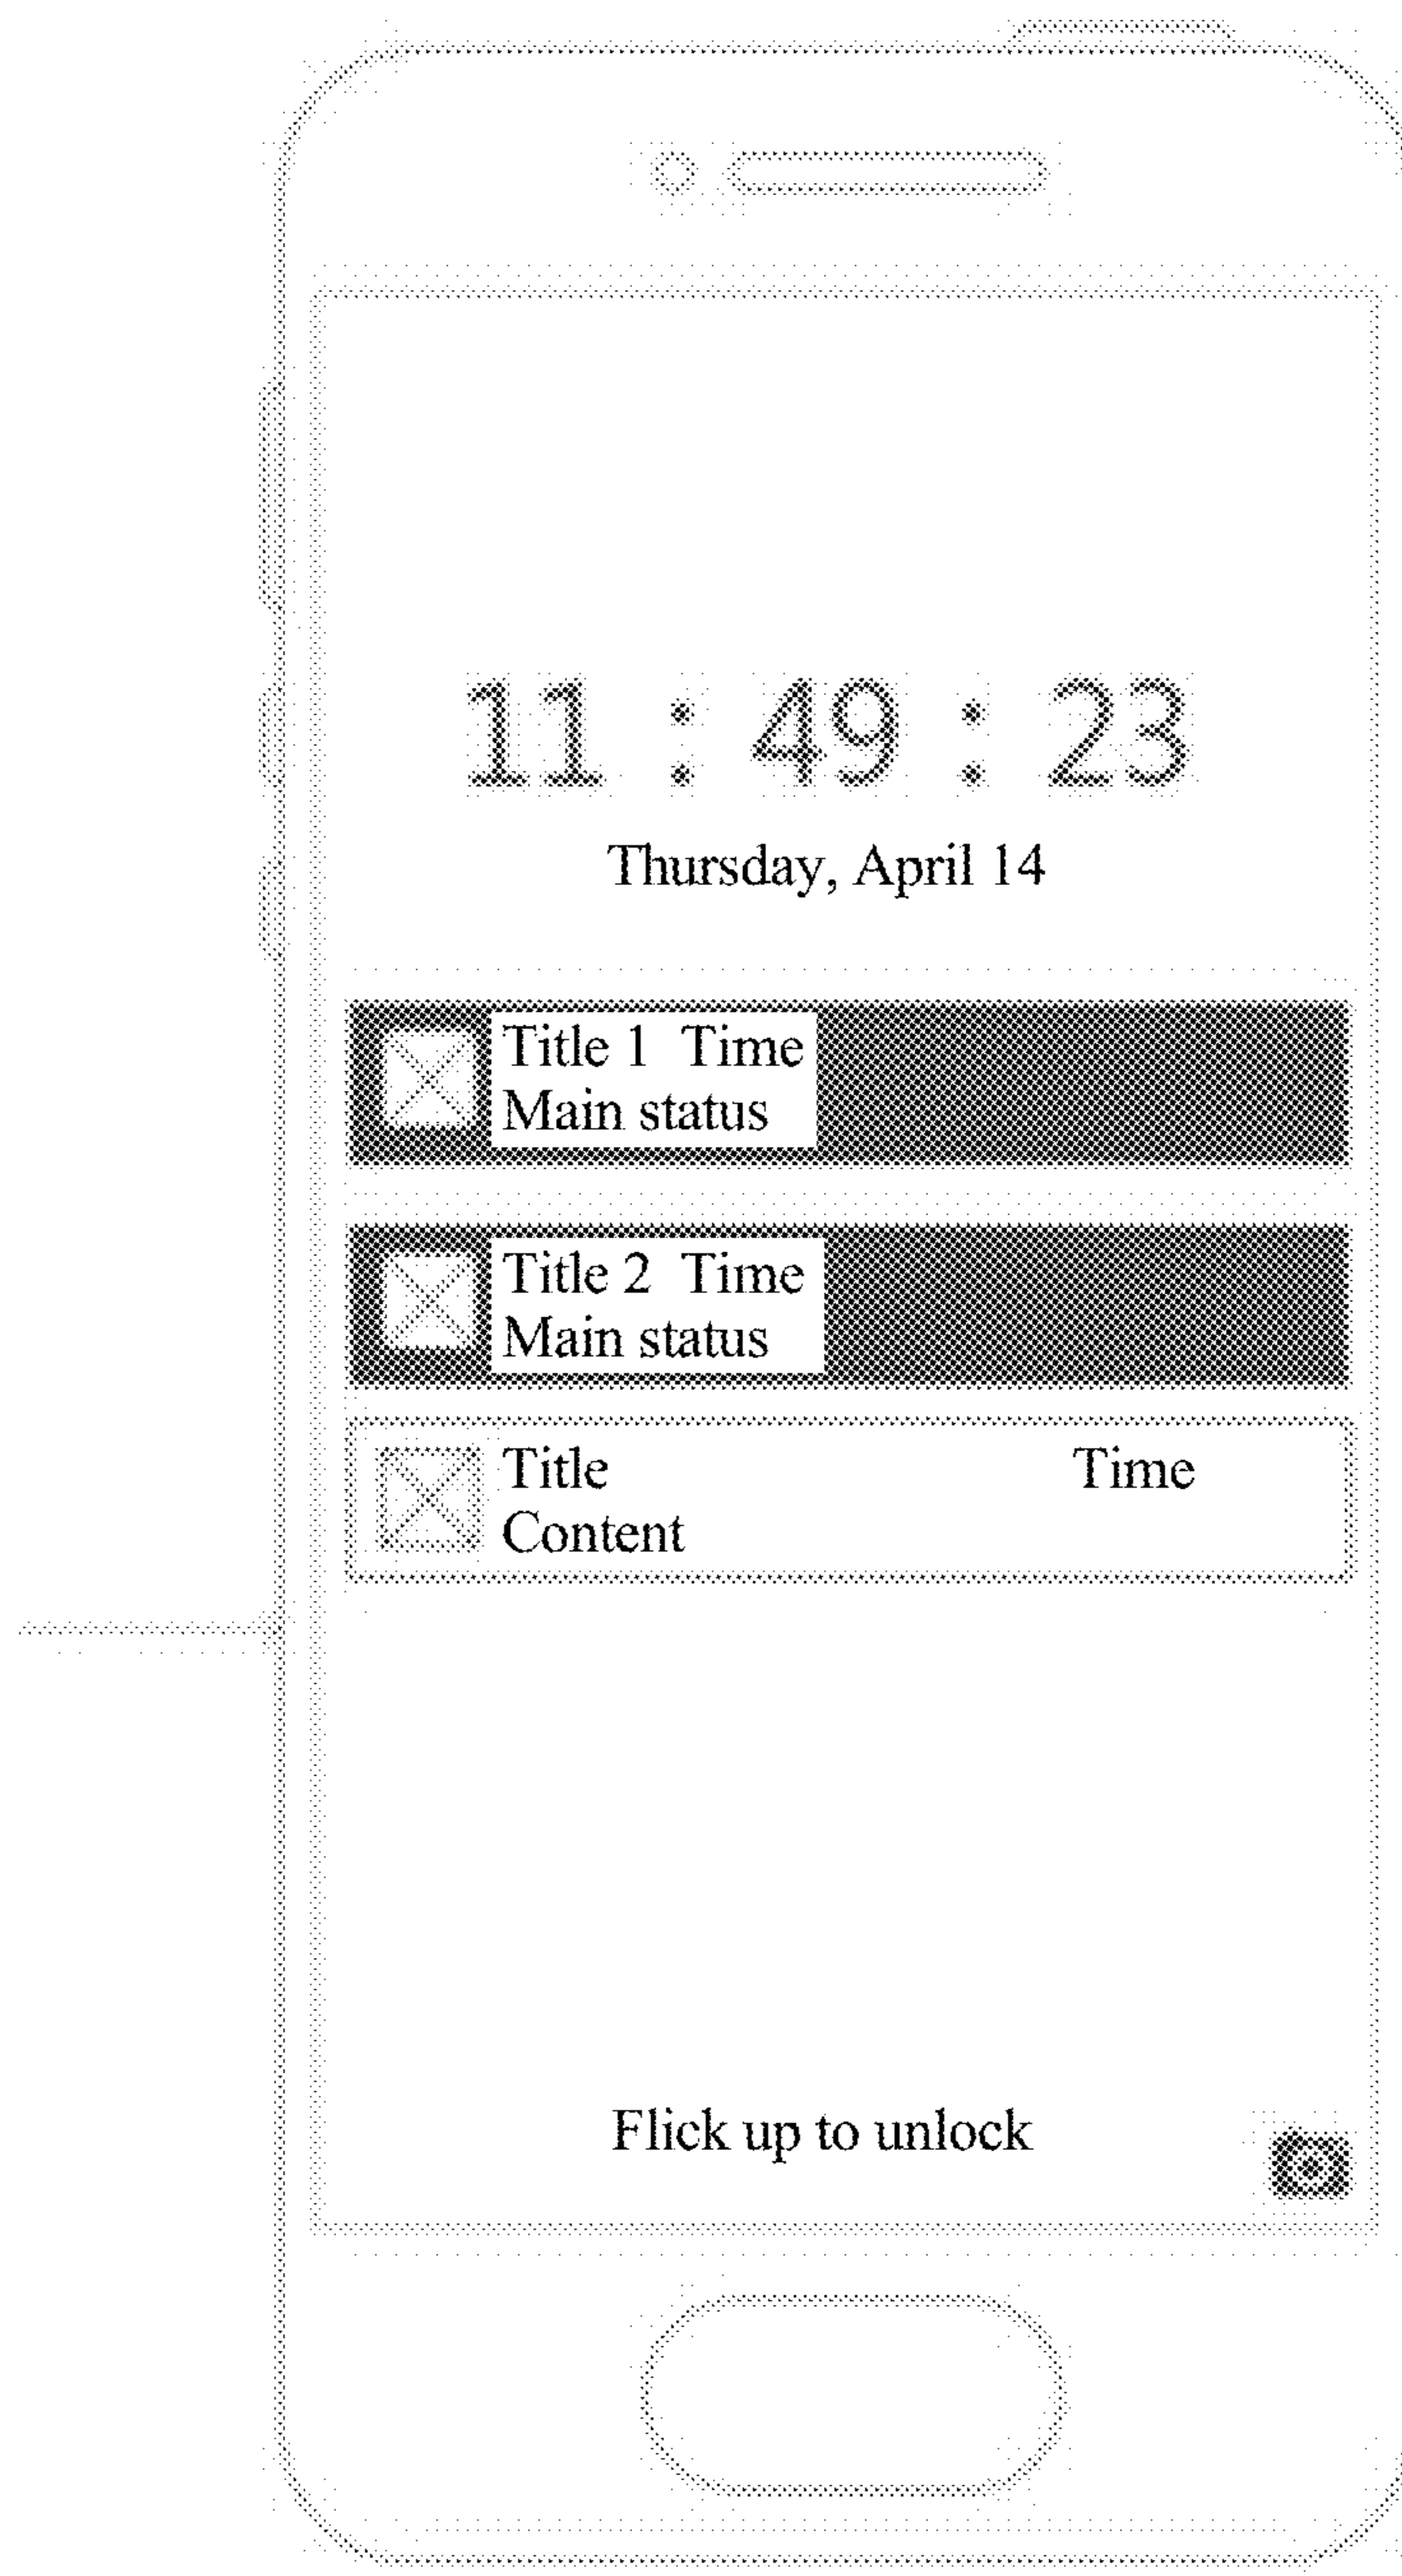 11 : 49 : 23
Thursday, April 14
Title 1 Time
Main status
Title 2 Time
Main status
Title Time
Content
Flick up to unlock